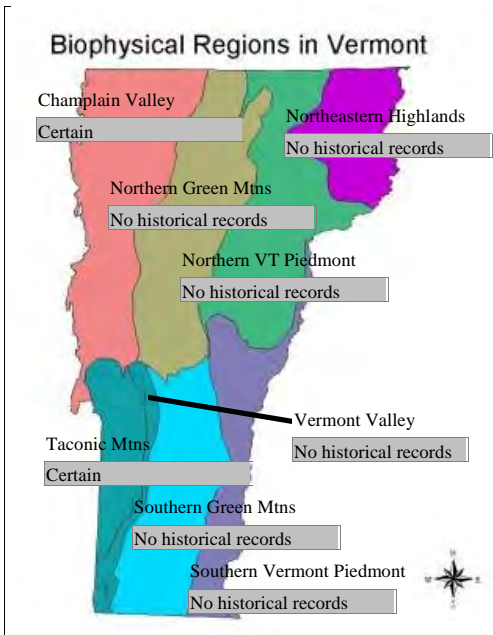 Biophysical Regions in Vermont
Champlain Valley
Certain
Northeastern Highlands
No historical records
Northern Green Mtns
No historical records
Northern VT Piedmont
No historical records
Vermont Valley
No historical records
Taconic Mtns
Certain
Southern Green Mtns
No historical records
Southern Vermont Piedmont
No historical records